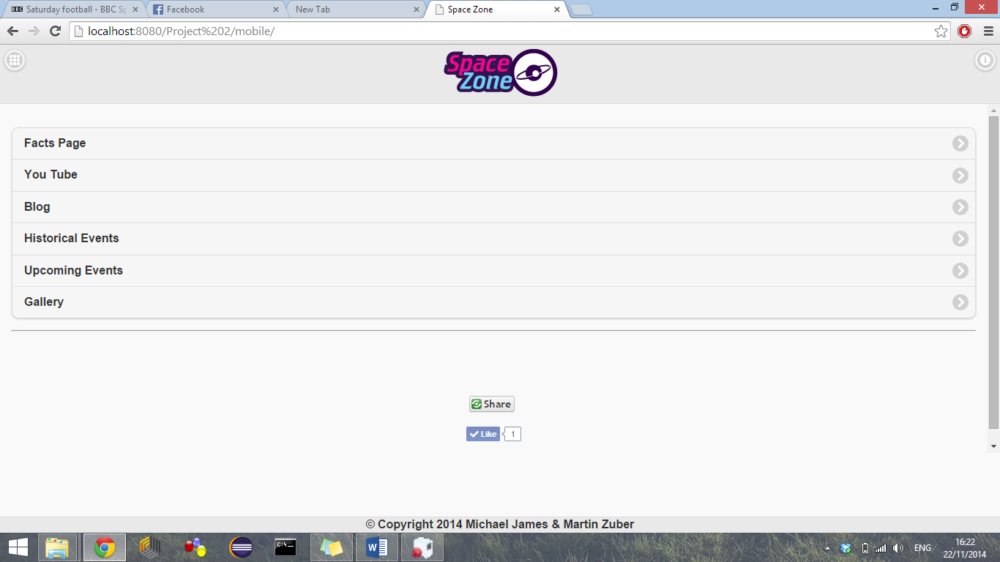 BBC Saturday football - BBC Sp
Facebook
New Tab
Space Zone
localhost:8080/Project%202/mobile/
Space
Zone
Facts Page
You Tube
Blog
Historical Events
Upcoming Events
Gallery
Share
Like 1
© Copyright 2014 Michael James & Martin Zuber
ENG
16:22
22/11/2014